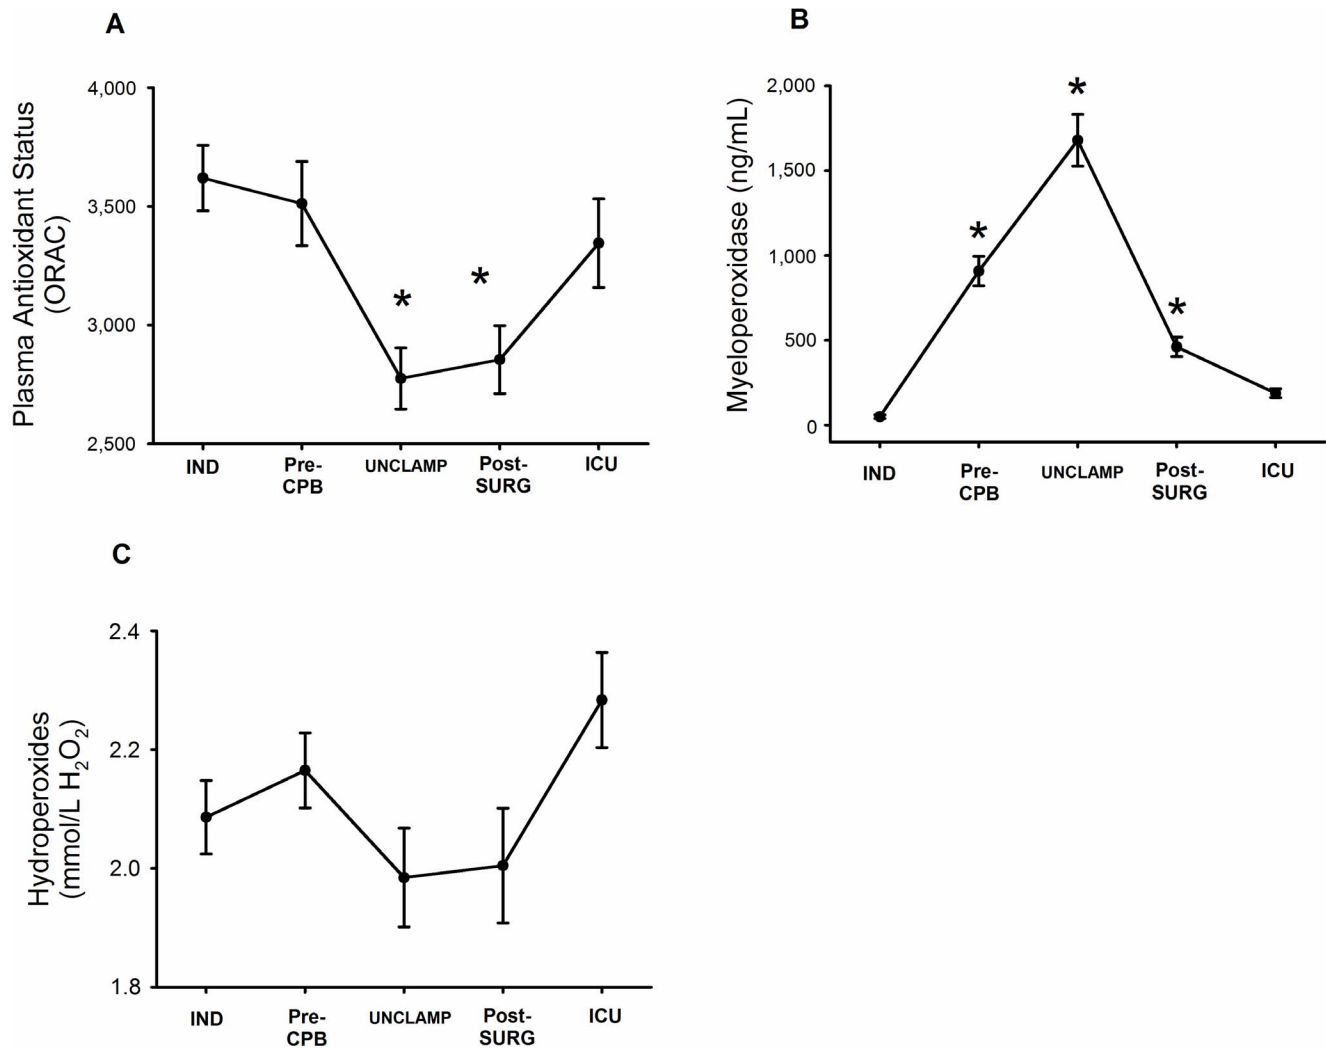 A
Plasma Antioxidant Status
(ORAC)
4,000
3,500
3,000
2,500
*
*
IND
Pre-
CPB
UNCLAMP
Post-
SURG
ICU
B
Myeloperoxidase (ng/mL)
2,000
1,500
1,000
500
0
*
*
*
IND
Pre-
CPB
UNCLAMP
Post-
SURG
ICU
C
Hydroperoxides
(mmol/L H₂O₂)
2.4
2.2
2.0
1.8
IND
Pre-
CPB
UNCLAMP
Post-
SURG
ICU